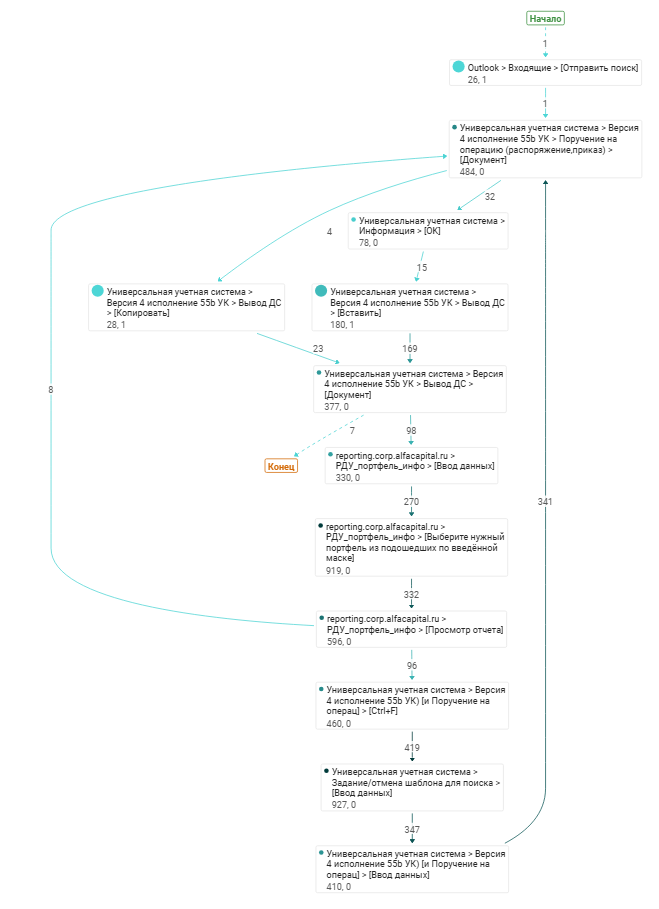 Начало
1
Outlook > Входящие > [Отправить поиск]
26, 1
1
Универсальная учетная система > Версия
4 исполнение 55b УК > Поручение на
операцию (распоряжение,приказ) >
[Документ]
484, 0
32
4
Универсальная учетная система >
Информация > [OK]
78, 0
15
Универсальная учетная система >
Версия 4 исполнение 55b УК > Вывод ДС
> [Копировать]
28, 1
Универсальная учетная система >
Версия 4 исполнение 55b УК > Вывод ДС
> [Вставить]
180, 1
23
169
Универсальная учетная система > Версия
4 исполнение 55b УК > Вывод ДС >
[Документ]
377, 0
8
7
98
Конец
reporting.corp.alfacapital.ru >
РДУ_портфель_инфо > [Ввод данных]
330, 0
270
341
reporting.corp.alfacapital.ru >
РДУ_портфель_инфо > [Выберите нужный
портфель из подошедших по введённой
маске]
919, 0
332
reporting.corp.alfacapital.ru >
РДУ_портфель_инфо > [Просмотр отчета]
596, 0
96
Универсальная учетная система > Версия
4 исполнение 55b УК) [и Поручение на
операц] > [Ctrl+F]
460, 0
419
Универсальная учетная система >
Задание/отмена шаблона для поиска >
[Ввод данных]
927, 0
347
Универсальная учетная система > Версия
4 исполнение 55b УК) [и Поручение на
операц] > [Ввод данных]
410, 0